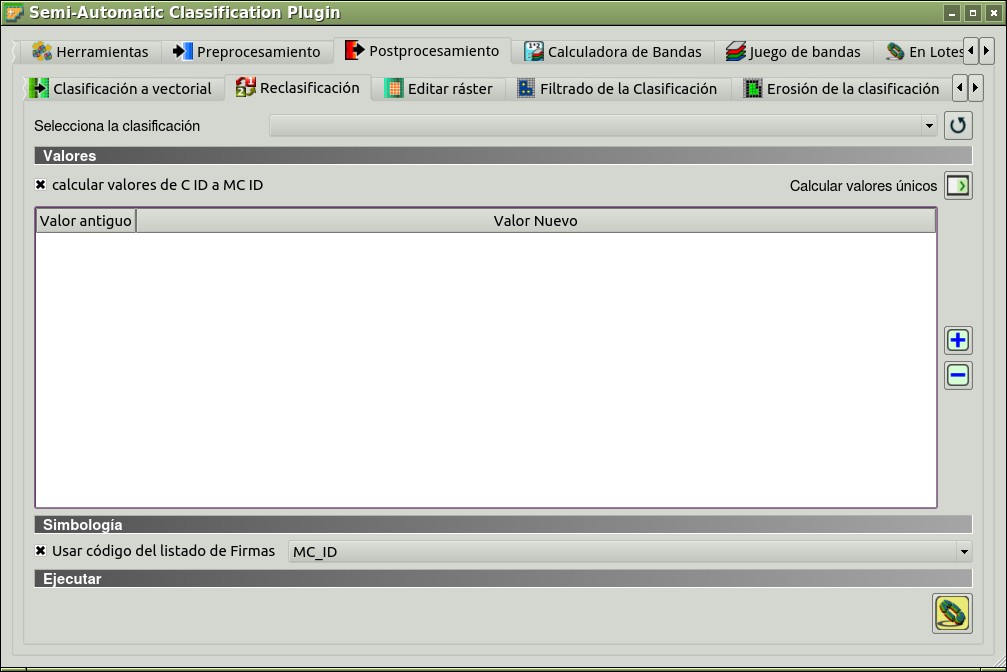 Semi-Automatic Classification Plugin
Herramientas Preprocesamiento Postprocesamiento Calculadora de Bandas Juego de bandas En Lotes
Clasificación a vectorial Reclasificación Editar ráster Filtrado de la Clasificación Erosión de la clasificación
Selecciona la clasificación
Valores
calcular valores de C ID a MC ID Calcular valores únicos
Valor antiguo Valor Nuevo
Simbología
Usar código del listado de Firmas MC_ID
Ejecutar